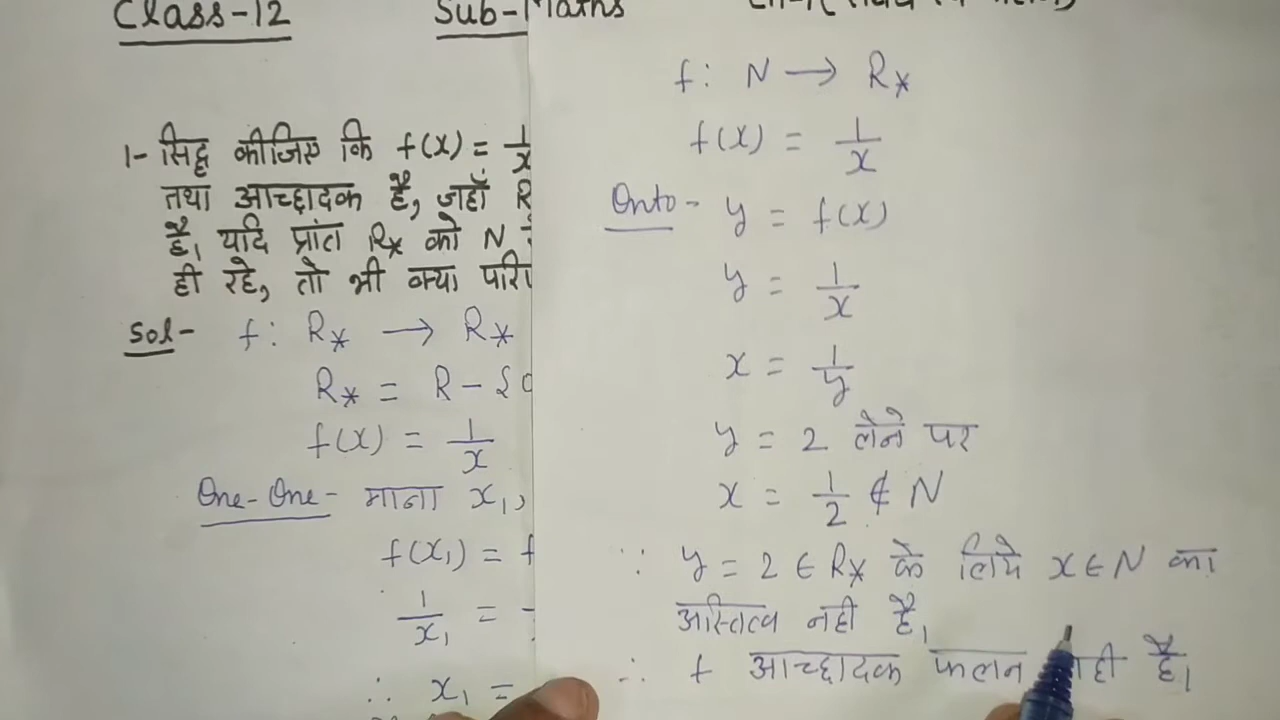 Class-12
Sub-Maths
1- सिद्ध कीजिए कि f(x) = 1/x
तथा आच्छादक है, जहाँ R
है। यदि प्रांत R* को N
ही रहे, तो भी क्या परि
Sol- f: R* → R*
R* = R - {0
f(x) = 1/x
One-One- माना x₁,
f(x₁) = f
1/x₁ =
∴ x₁ =
f: N → R*
f(x) = 1/x
Onto- y = f(x)
y = 1/x
x = 1/y
y = 2 लेने पर
x = 1/2 ∉ N
∵ y = 2 ∈ R* के लिये x ∈ N का
अस्तित्व नही है।
∴ f आच्छादक फलन नही है।